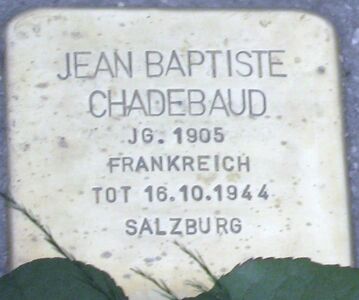 JEAN BAPTISTE
CHADEBAUD
JG. 1905
FRANKREICH
TOT 16.10.1944
SALZBURG